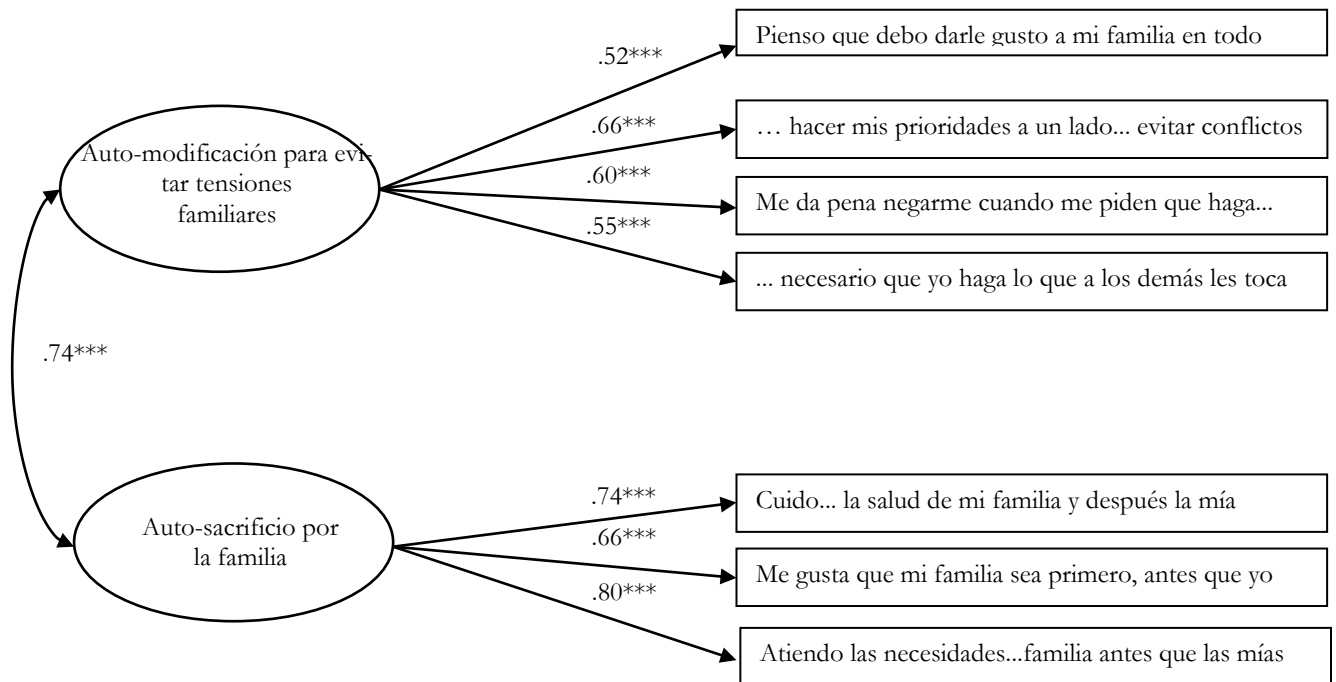 Pienso que debo darle gusto a mi familia en todo
.52***
.66***
… hacer mis prioridades a un lado... evitar conflictos
Auto-modificación para evi-
tar tensiones
familiares
.60***
Me da pena negarme cuando me piden que haga...
.55***
... necesario que yo haga lo que a los demás les toca
.74***
.74***
Cuido... la salud de mi familia y después la mía
Auto-sacrificio por
la familia
.66***
Me gusta que mi familia sea primero, antes que yo
.80***
Atiendo las necesidades...familia antes que las mías